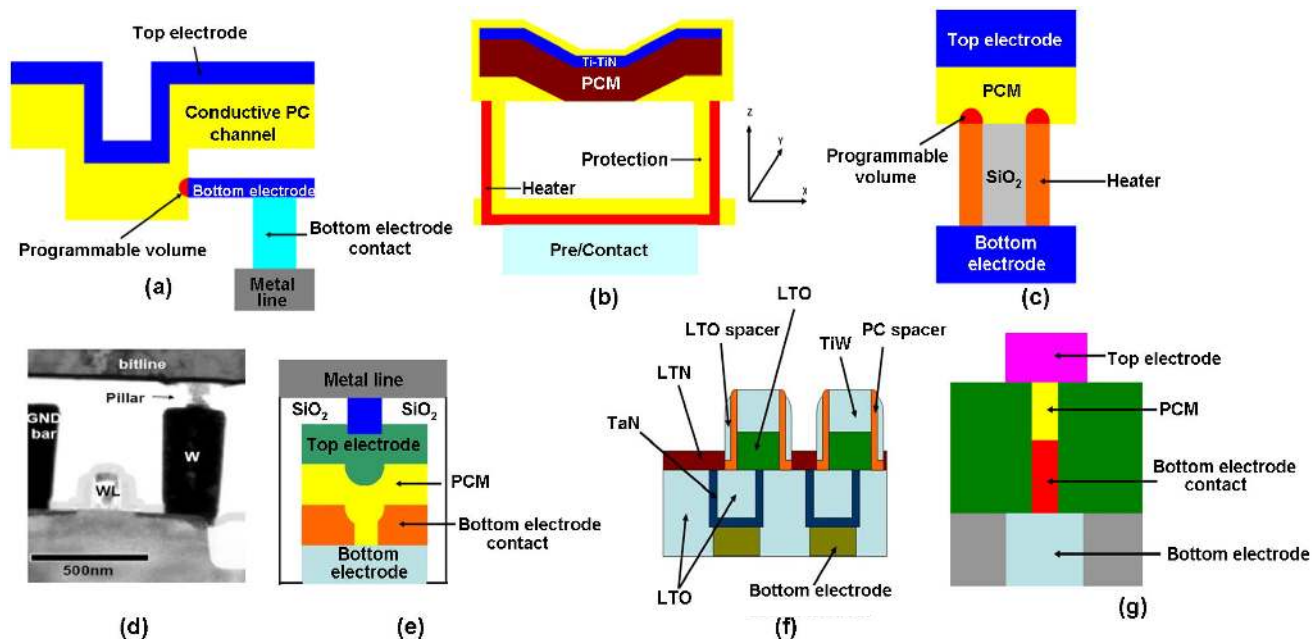 Top electrode
Conductive PC
channel
Bottom electrode
Programmable volume
Bottom electrode
contact
Metal
line
(a)
Ti-TiN
PCM
Protection
Heater
Pre/Contact
Z
Y
X
(b)
Top electrode
PCM
Programmable
volume
SiO2
Heater
Bottom
electrode
(c)
bitline
Pillar
GND
bar
W
WL
500nm
(d)
Metal line
SiO2
SiO2
Top electrode
PCM
Bottom electrode
contact
Bottom
electrode
(e)
LTO
LTO spacer
TiW
PC spacer
LTN
TaN
LTO
Bottom electrode
(f)
Top electrode
PCM
Bottom electrode
contact
Bottom electrode
(g)